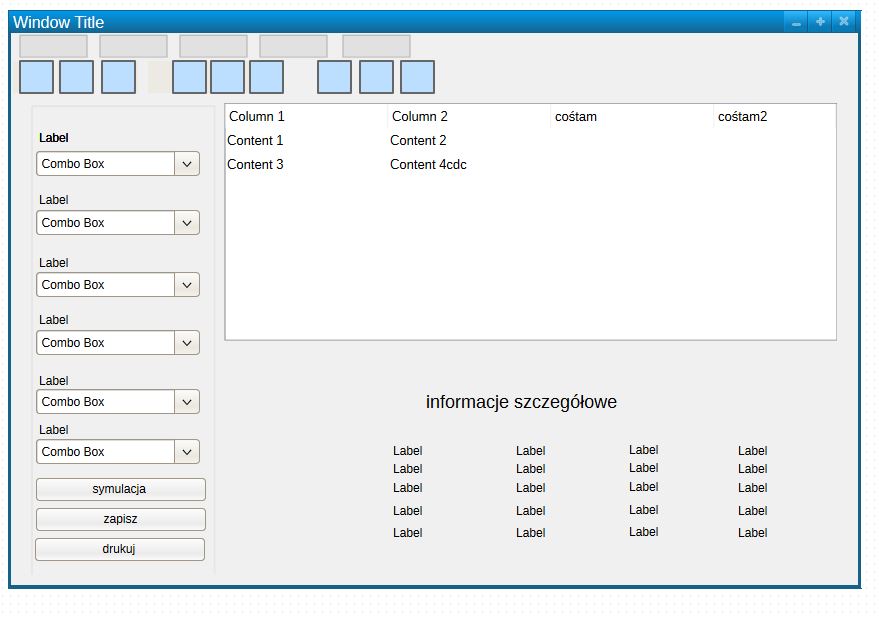 Window Title
Column 1 Column 2 cośtam cośtam2
Content 1 Content 2
Content 3 Content 4cdc
Label
Combo Box
Label
Combo Box
Label
Combo Box
Label
Combo Box
Label
Combo Box
Label
Combo Box
symulacja
zapisz
drukuj
informacje szczegółowe
Label Label Label Label
Label Label Label Label
Label Label Label Label
Label Label Label Label
Label Label Label Label